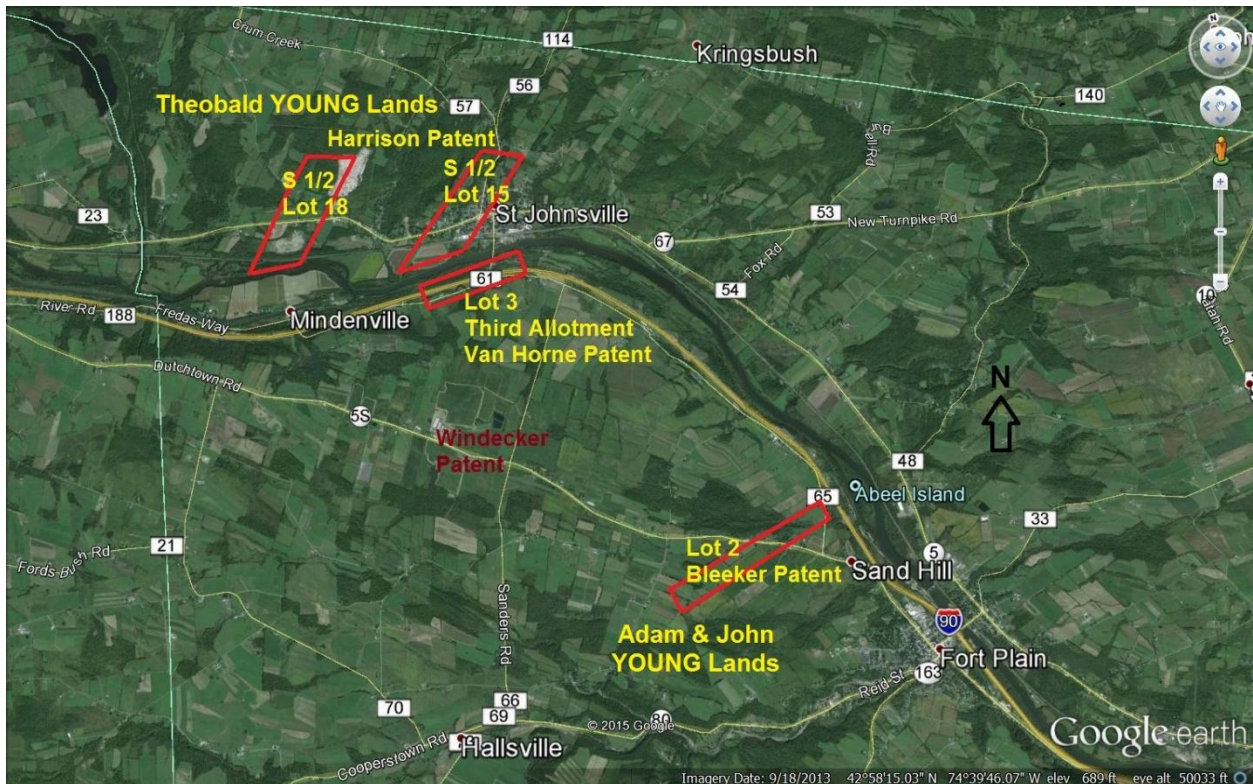 Crum Creek
114
Kringsbush
N
56
57
140
Theobald YOUNG Lands
Harrison Patent
S 1/2
Lot 18
S 1/2
Lot 15
St Johnsville
23
53
New Turnpike Rd
67
Fox Rd
54
61
River Rd
188
Fredas-Way
Mindenville
Lot 3
Third Allotment
Van Horne Patent
10
Dutchtown Rd
5S
N
Windecker
Patent
48
65
Abeel Island
33
Lot 2
Bleeker Patent
5
Sand Hill
21
Fords Bush Rd
Sanders Rd
90
Adam & John
YOUNG Lands
Fort Plain
163
Reid St
70
66
69
80
© 2015 Google
Hallsville
Cooperstown Rd
Google earth
Imagery Date: 9/18/2013 42°58'15.03" N 74°39'46.07" W elev 689 ft eye alt 50033 ft